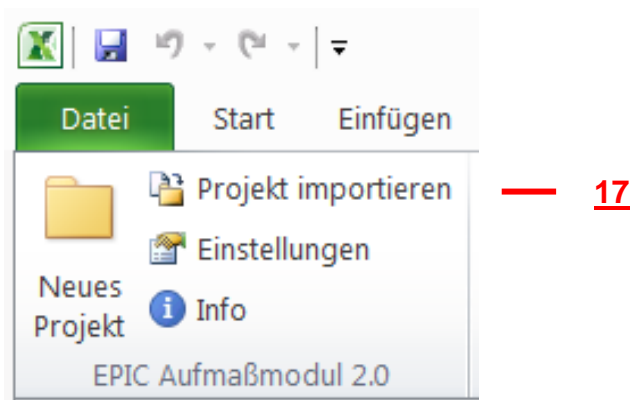 Datei Start Einfügen
Projekt importieren 17
Einstellungen
Neues
Projekt
Info
EPIC Aufmaßmodul 2.0